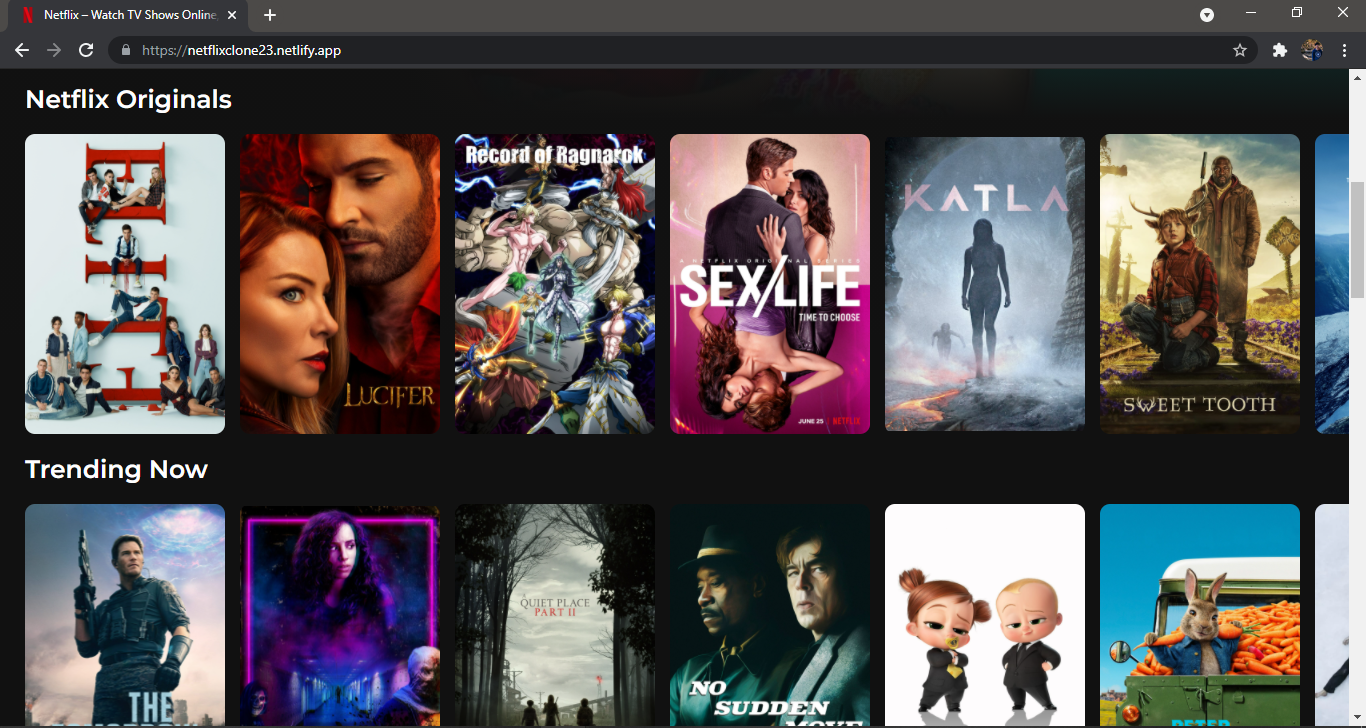 Netflix – Watch TV Shows Online,
https://netflixclone23.netlify.app
Netflix Originals
ELITE
LUCIFER
Record of Ragnarok
A NETFLIX ORIGINAL SERIES
SEX/LIFE
TIME TO CHOOSE
JUNE 25 | NETFLIX
KATLA
SWEET TOOTH
Trending Now
THE
A QUIET PLACE
PART II
NO
SUDDEN
MOVE
PETER